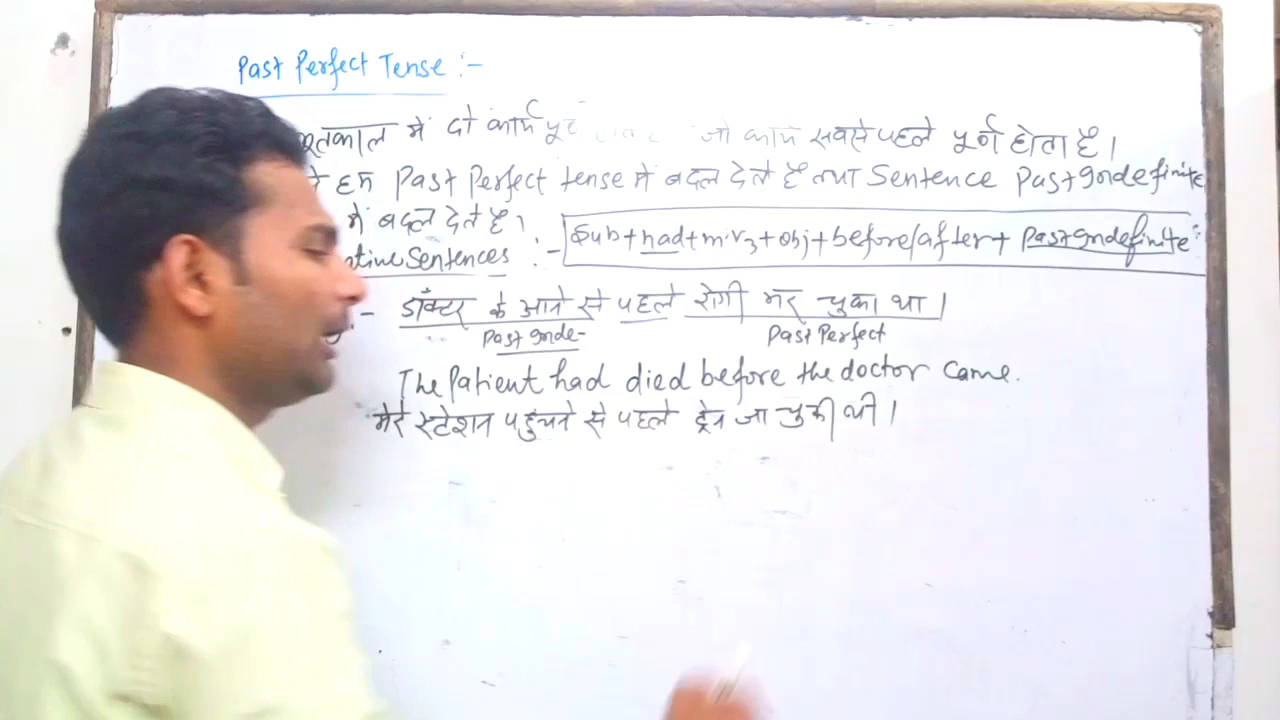 Past Perfect Tense :-
भूतकाल में दो कार्य जो कार्य सबसे पहले पूर्ण होता है।
हम Past Perfect tense में बदल देते हैं तथा Sentence Past Indefinite
में बदल देते हैं।
Sentences :- Sub+had+m.v3+obj+before/after+ Past Indefinite
:- डॉक्टर के आने से पहले रोगी मर चुका था।
Past Inde- Past Perfect
The Patient had died before the doctor came.
मेरे स्टेशन पहुंचने से पहले ट्रेन जा चुकी थी।